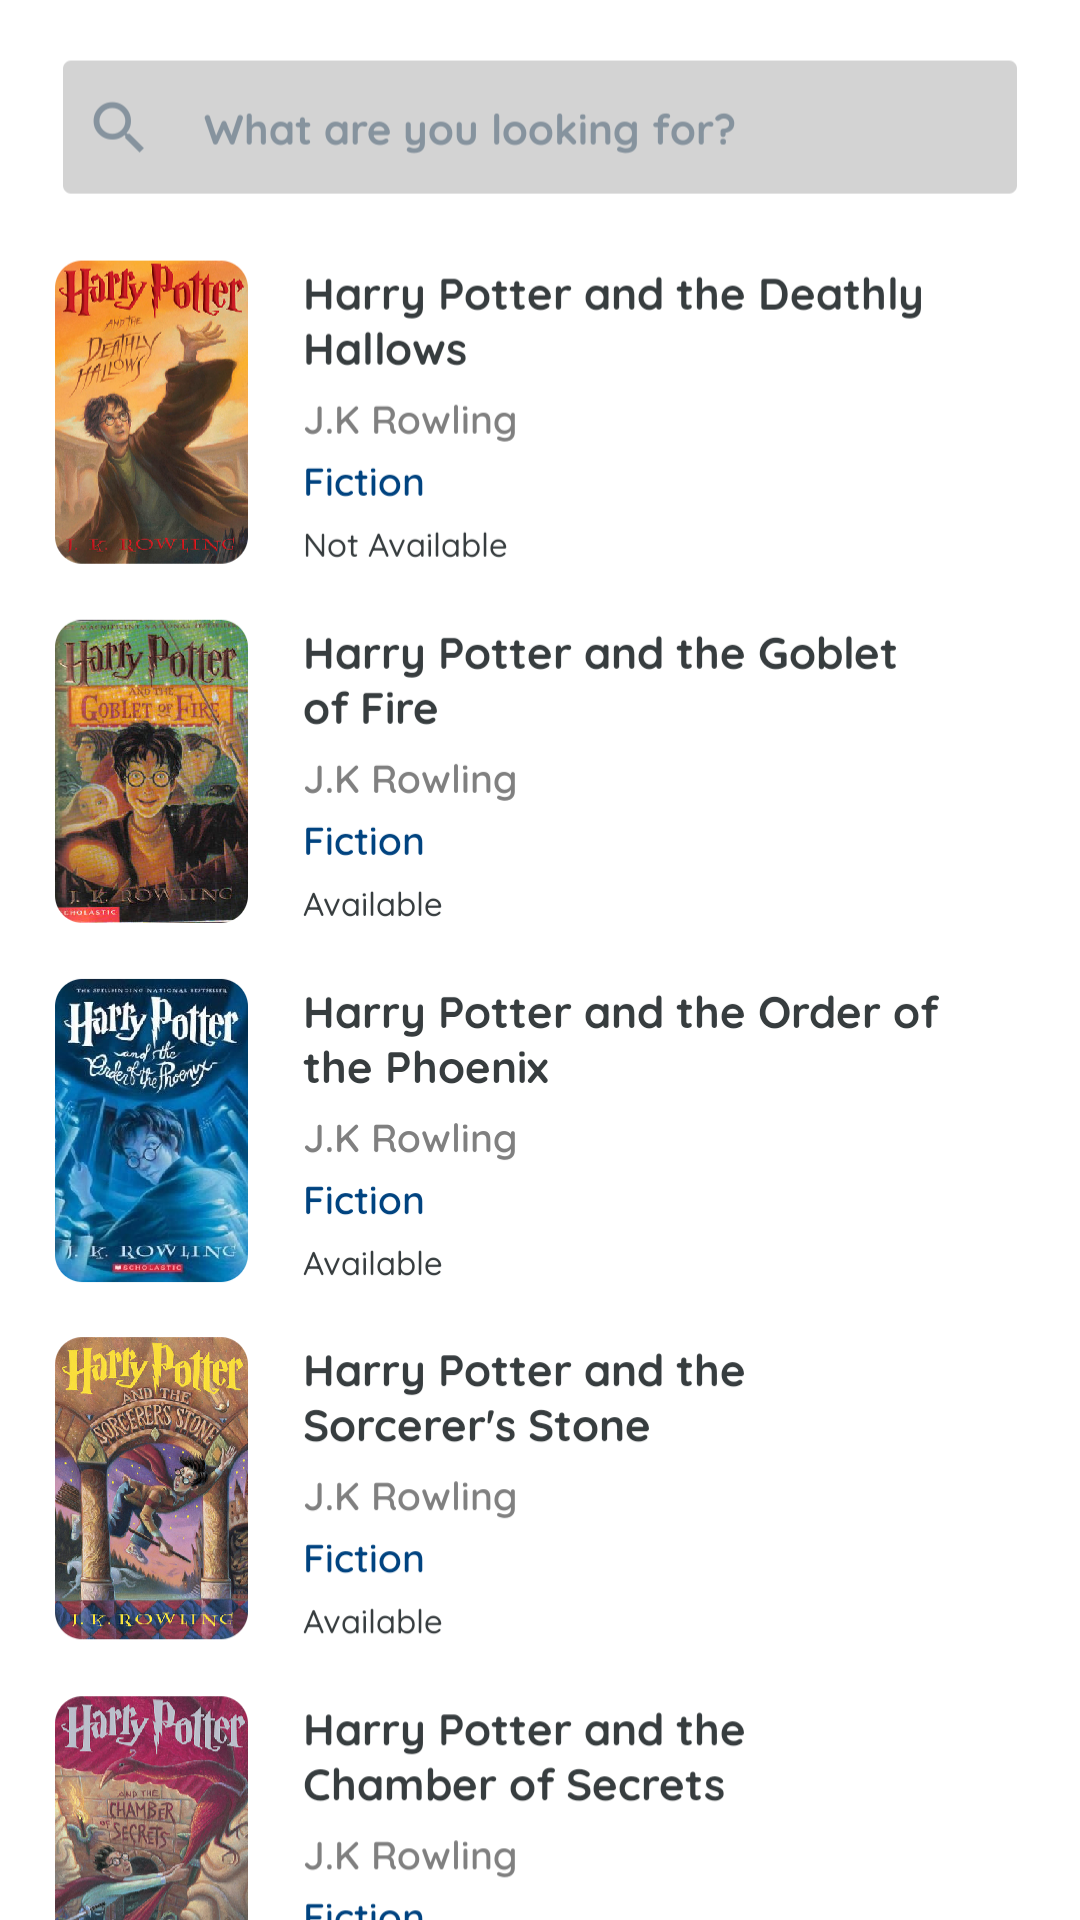 What are you looking for?
Harry Potter
AND THE
DEATHLY
HALLOWS
J. K. ROWLING
Harry Potter and the Deathly
Hallows
J.K Rowling
Fiction
Not Available
Harry Potter
AND THE
GOBLET OF FIRE
J. K. ROWLING
SCHOLASTIC
Harry Potter and the Goblet
of Fire
J.K Rowling
Fiction
Available
Harry Potter
and the
Order of the Phoenix
J. K. ROWLING
SCHOLASTIC
Harry Potter and the Order of
the Phoenix
J.K Rowling
Fiction
Available
Harry Potter
AND THE
SORCERER'S STONE
J. K. ROWLING
Harry Potter and the
Sorcerer's Stone
J.K Rowling
Fiction
Available
Harry Potter
AND THE
CHAMBER
OF SECRETS
Harry Potter and the
Chamber of Secrets
J.K Rowling
Fiction